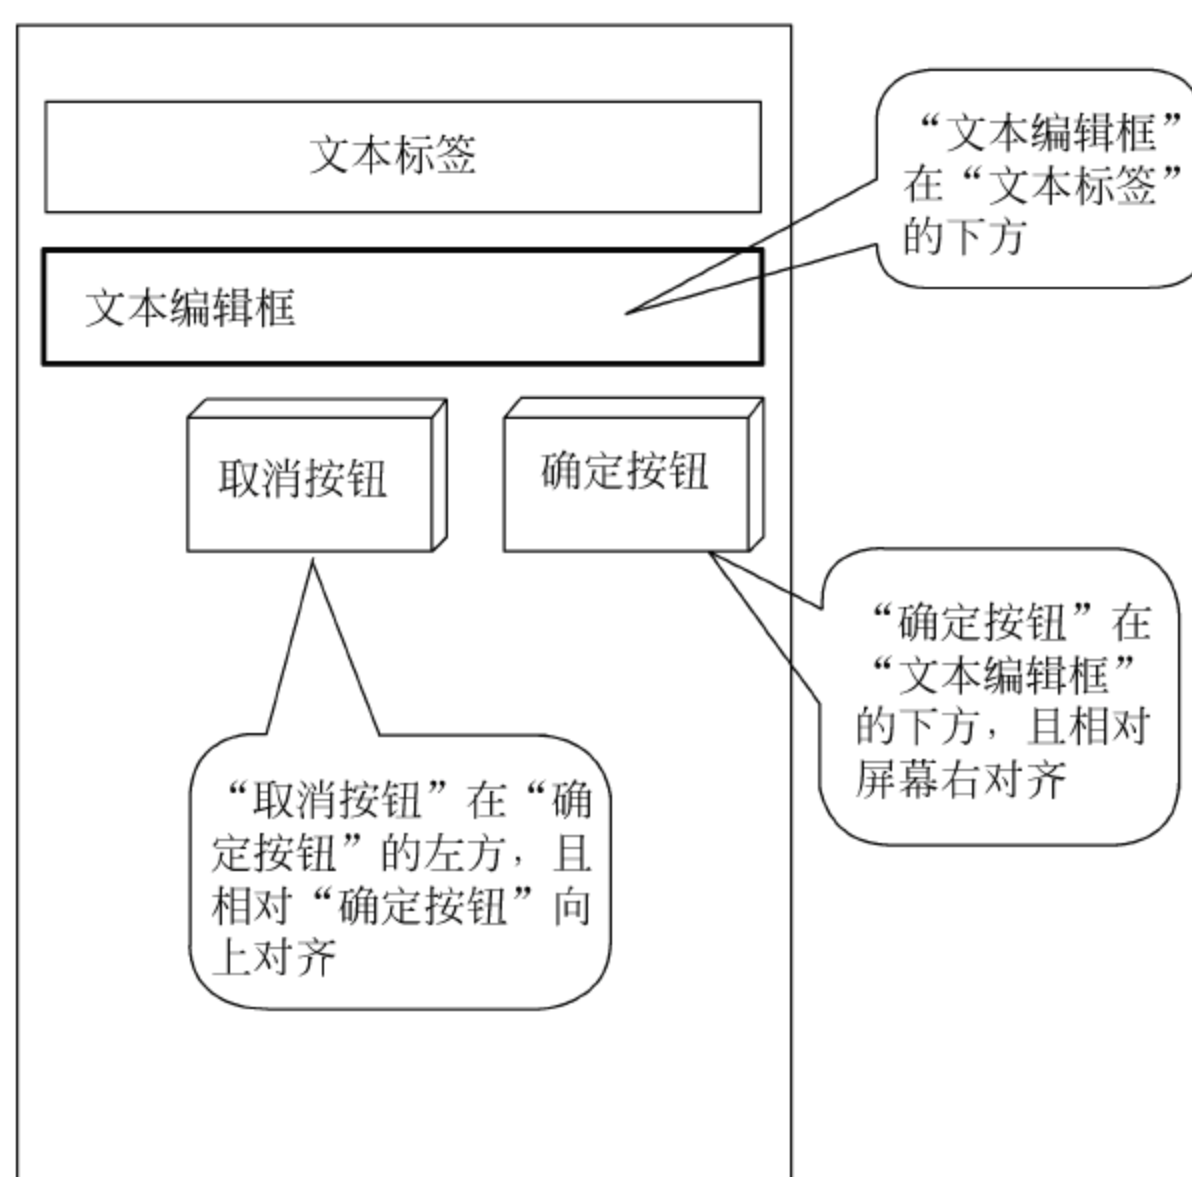 文本标签
“文本编辑框”
在“文本标签”
的下方
文本编辑框
取消按钮
确定按钮
“确定按钮”在
“文本编辑框”
的下方，且相对
屏幕右对齐
“取消按钮”在“确
定按钮”的左方，且
相对“确定按钮”向
上对齐